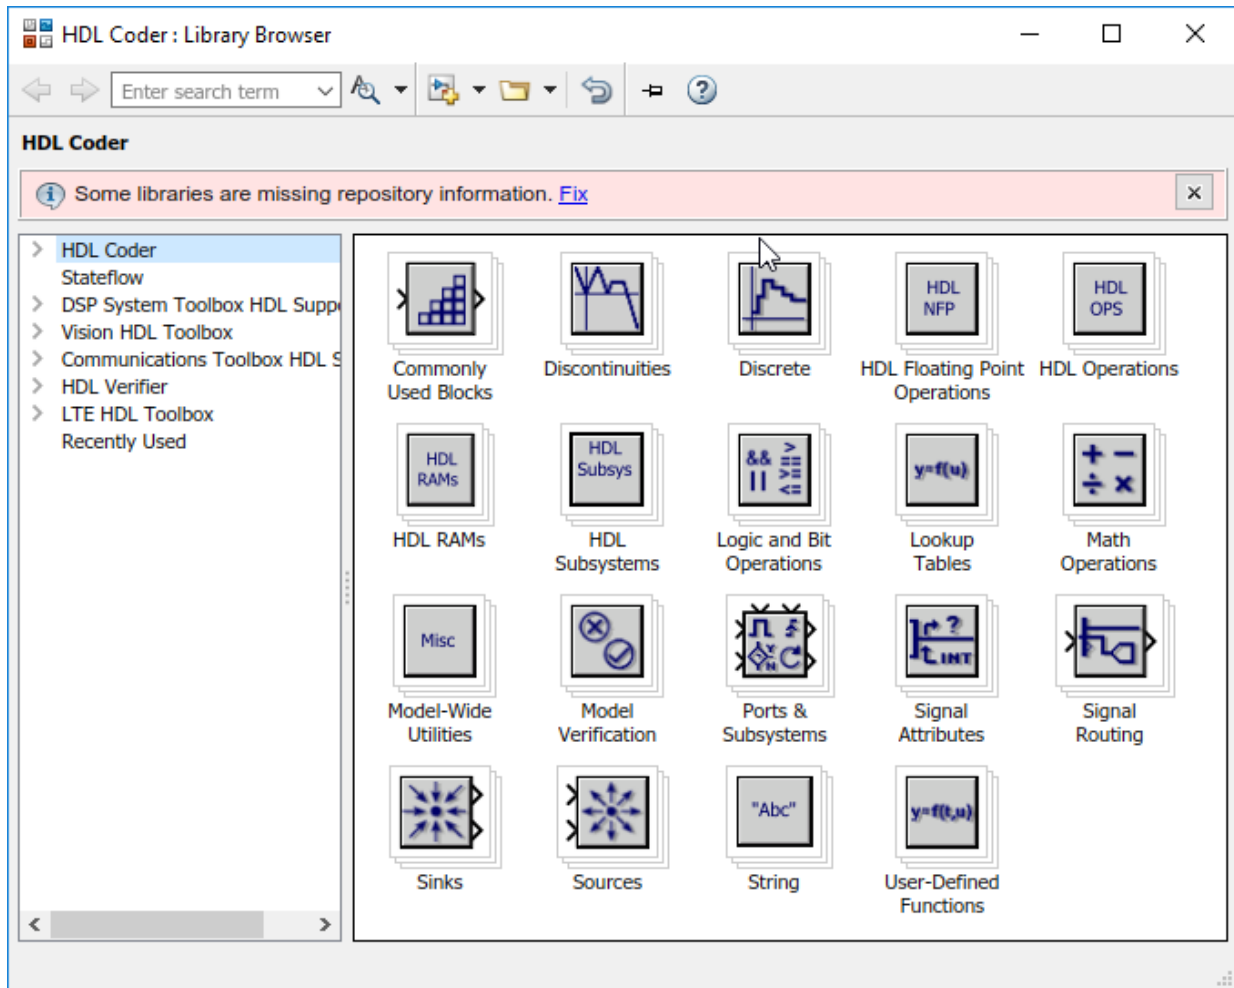 HDL Coder : Library Browser
Enter search term
HDL Coder
Some libraries are missing repository information. Fix
HDL Coder
Stateflow
DSP System Toolbox HDL Suppo
Vision HDL Toolbox
Communications Toolbox HDL S
HDL Verifier
LTE HDL Toolbox
Recently Used
HDL
NFP
HDL
OPS
Commonly
Used Blocks
Discontinuities
Discrete
HDL Floating Point
Operations
HDL Operations
HDL
RAMs
HDL
Subsys
&& > ==
|| >= <=
y=f(u)
+ −
÷ ×
HDL RAMs
HDL
Subsystems
Logic and Bit
Operations
Lookup
Tables
Math
Operations
Misc
Y
N
?
INT
Model-Wide
Utilities
Model
Verification
Ports &
Subsystems
Signal
Attributes
Signal
Routing
"Abc"
y=f(t,u)
Sinks
Sources
String
User-Defined
Functions